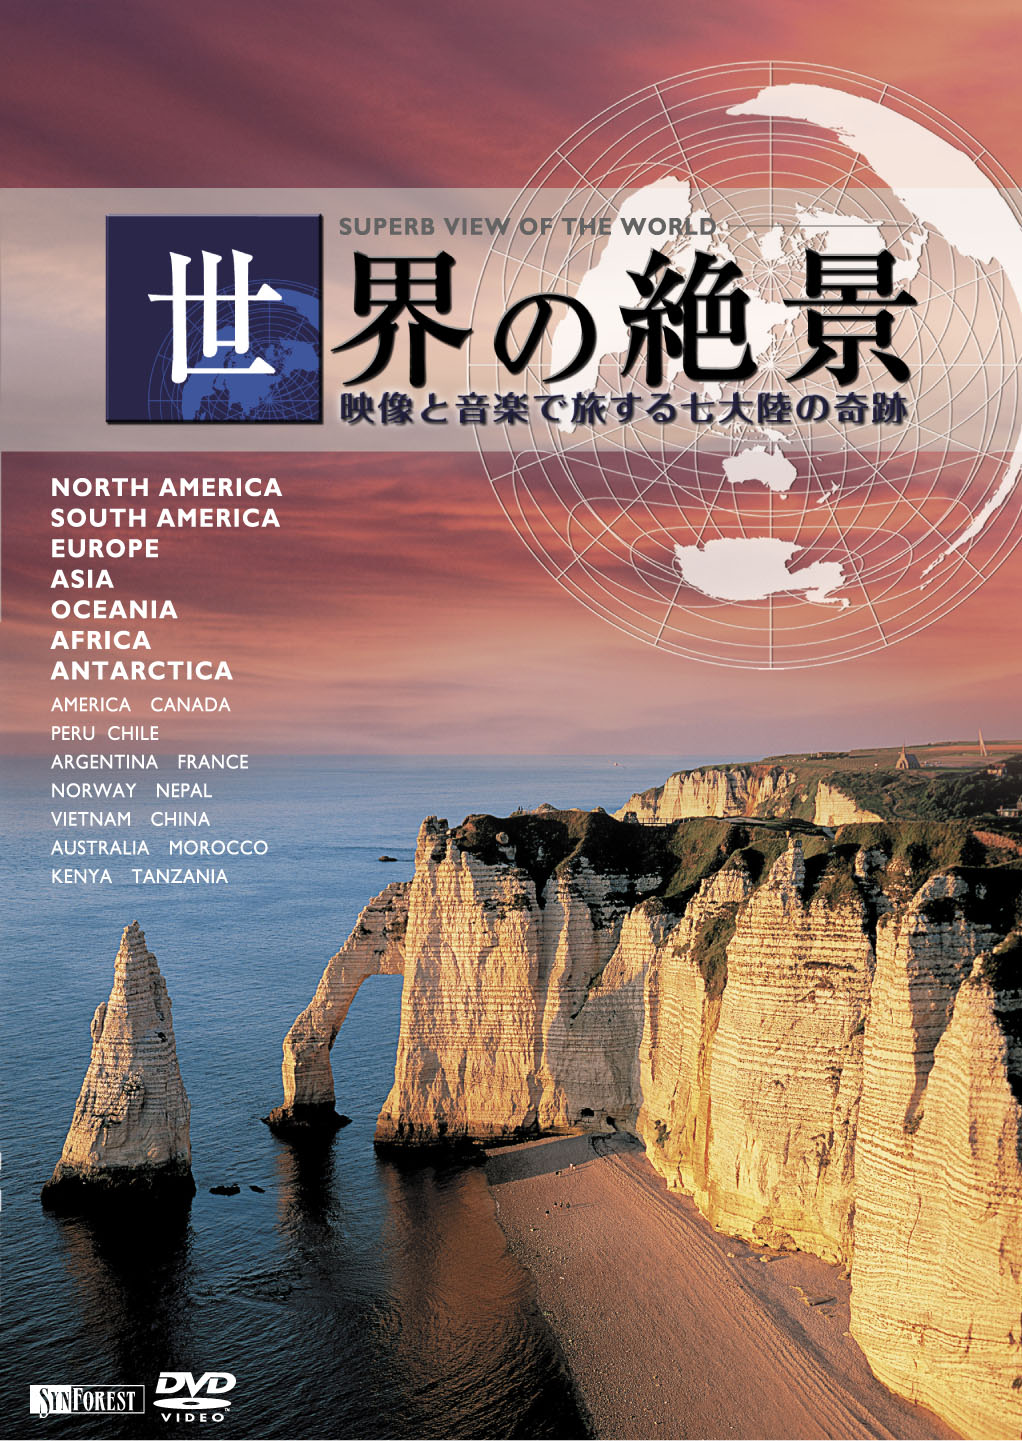 SUPERB VIEW OF THE WORLD
世界の絶景
映像と音楽で旅する七大陸の奇跡
NORTH AMERICA
SOUTH AMERICA
EUROPE
ASIA
OCEANIA
AFRICA
ANTARCTICA
AMERICA CANADA
PERU CHILE
ARGENTINA FRANCE
NORWAY NEPAL
VIETNAM CHINA
AUSTRALIA MOROCCO
KENYA TANZANIA
SYNFOREST
DVD
VIDEO